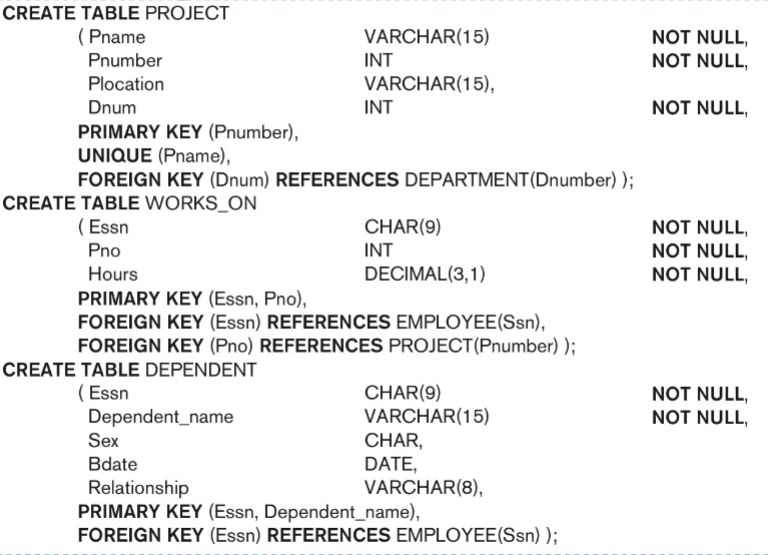 CREATE TABLE PROJECT
( Pname VARCHAR(15) NOT NULL,
Pnumber INT NOT NULL,
Plocation VARCHAR(15),
Dnum INT NOT NULL,
PRIMARY KEY (Pnumber),
UNIQUE (Pname),
FOREIGN KEY (Dnum) REFERENCES DEPARTMENT(Dnumber) );
CREATE TABLE WORKS_ON
( Essn CHAR(9) NOT NULL,
Pno INT NOT NULL,
Hours DECIMAL(3,1) NOT NULL,
PRIMARY KEY (Essn, Pno),
FOREIGN KEY (Essn) REFERENCES EMPLOYEE(Ssn),
FOREIGN KEY (Pno) REFERENCES PROJECT(Pnumber) );
CREATE TABLE DEPENDENT
( Essn CHAR(9) NOT NULL,
Dependent_name VARCHAR(15) NOT NULL,
Sex CHAR,
Bdate DATE,
Relationship VARCHAR(8),
PRIMARY KEY (Essn, Dependent_name),
FOREIGN KEY (Essn) REFERENCES EMPLOYEE(Ssn) );